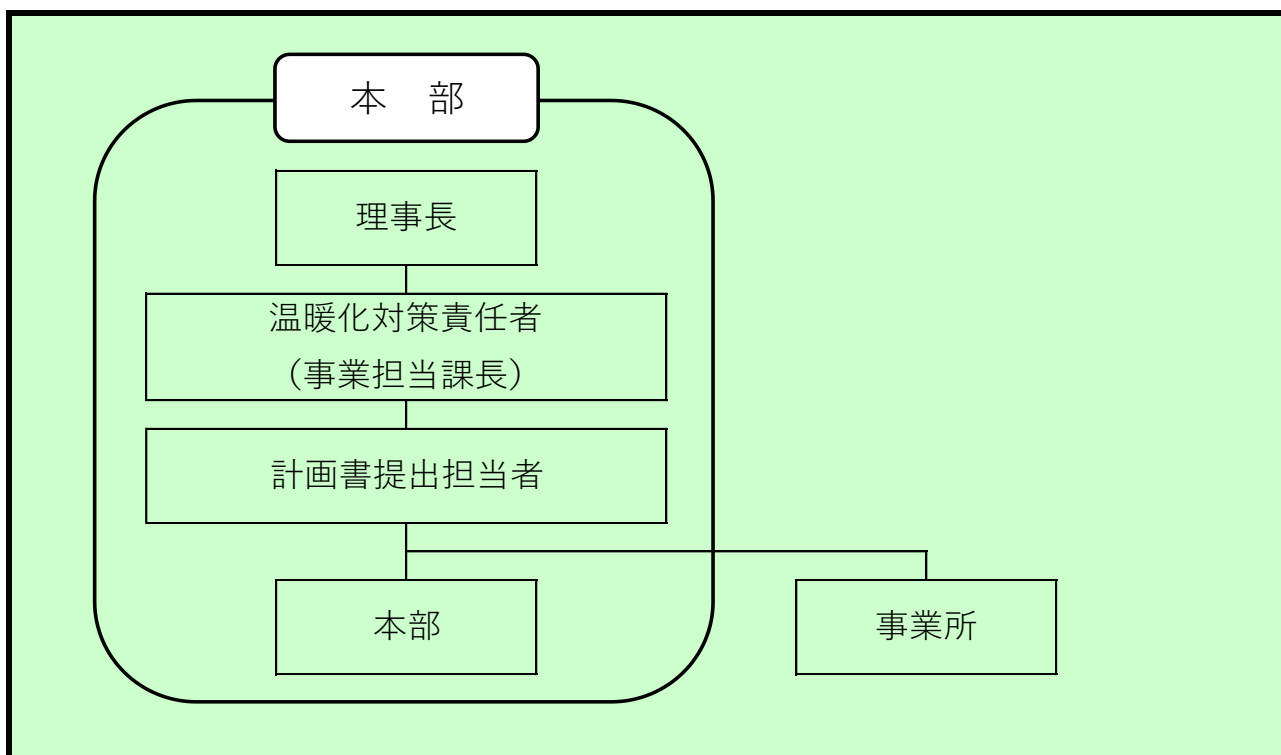 本　部
理事長
温暖化対策責任者
（事業担当課長）
計画書提出担当者
本部
事業所